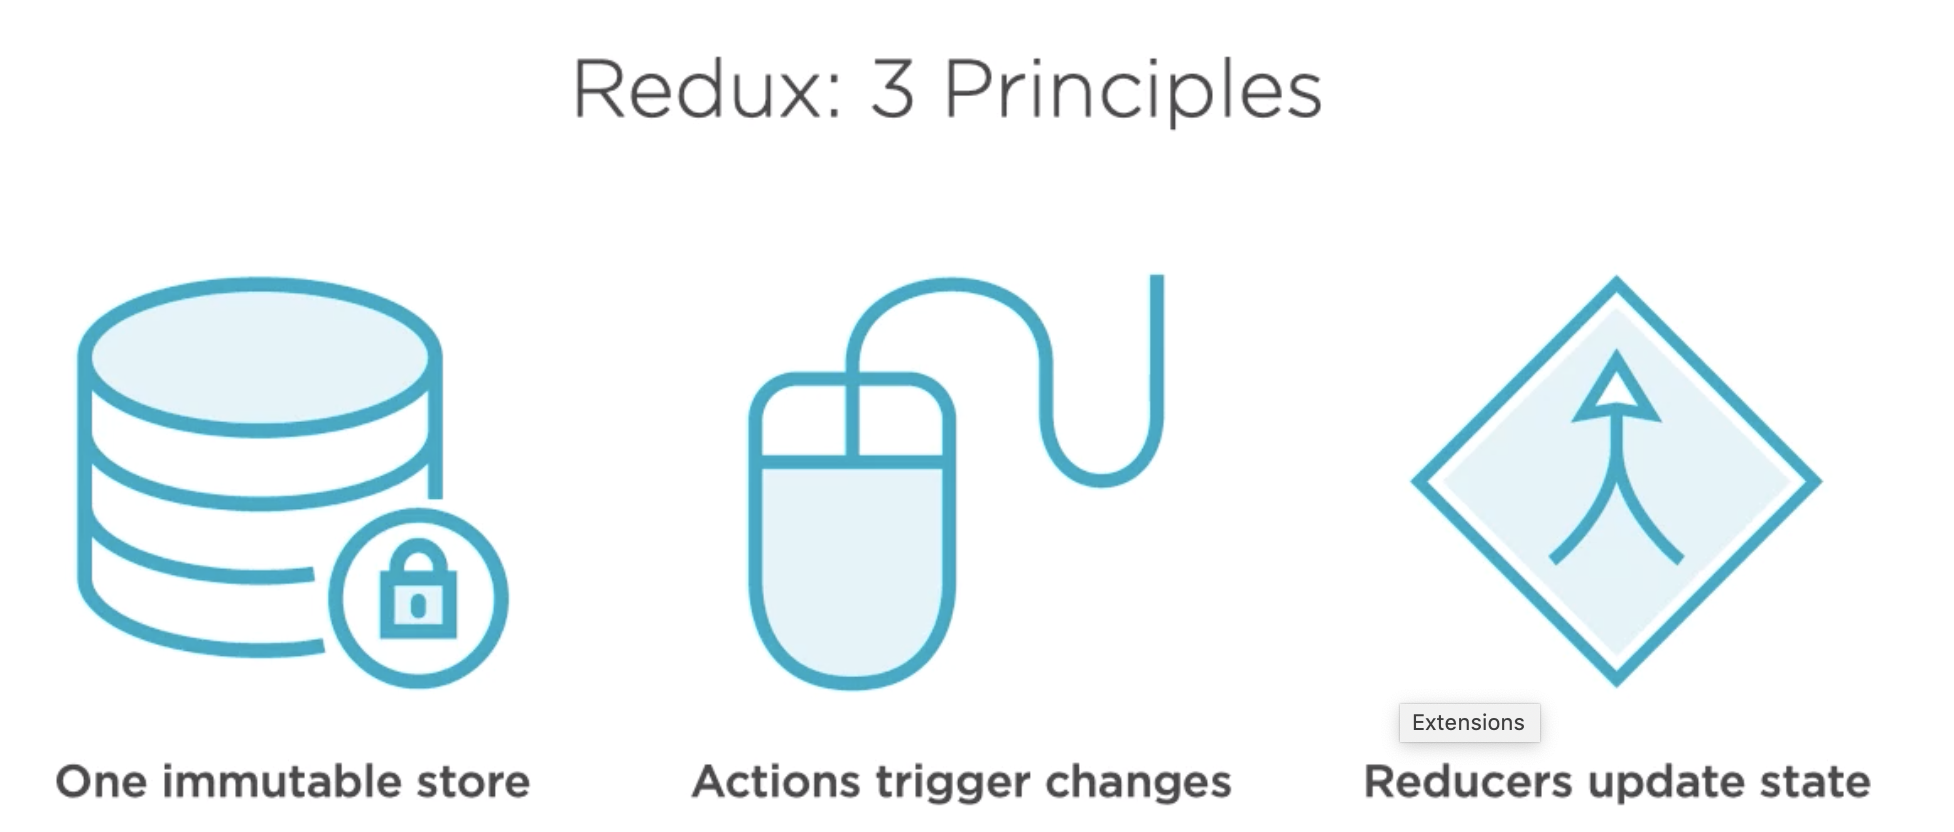 Redux: 3 Principles
Extensions
One immutable store
Actions trigger changes
Reducers update state